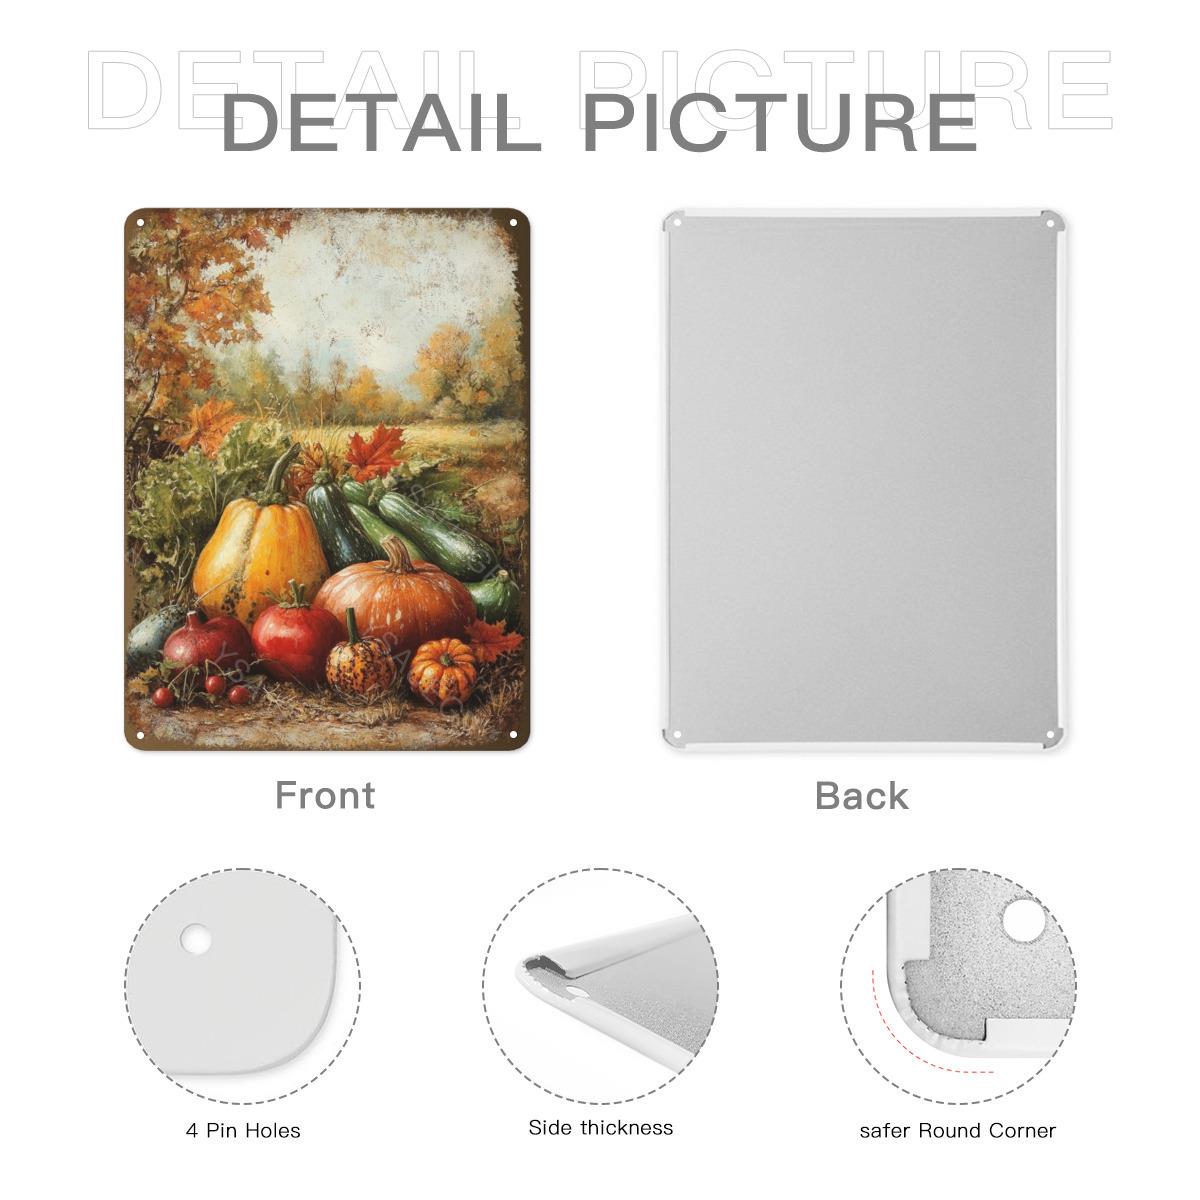 DETAIL PICTURE
DETAIL PICTURE
Front
Back
4 Pin Holes
Side thickness
safer Round Corner